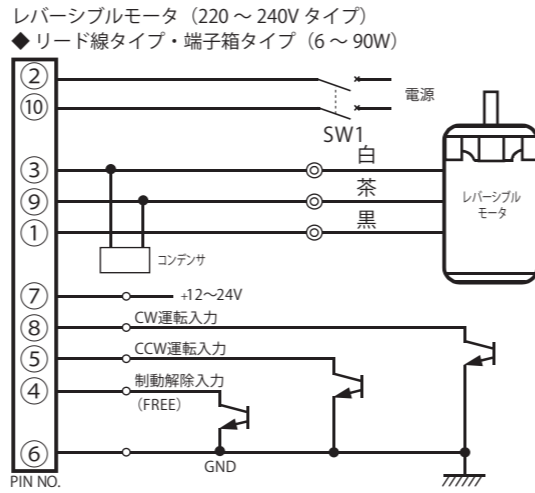 レバーシブルモータ（220 ～ 240V タイプ）
◆ リード線タイプ・端子箱タイプ（6 ～ 90W）
②
⑩
電源
SW1
③
白
⑨
茶
①
黒
レバーシブル
モータ
コンデンサ
⑦
+12～24V
⑧
CW運転入力
⑤
CCW運転入力
④
制動解除入力
（FREE）
⑥
GND
PIN NO.